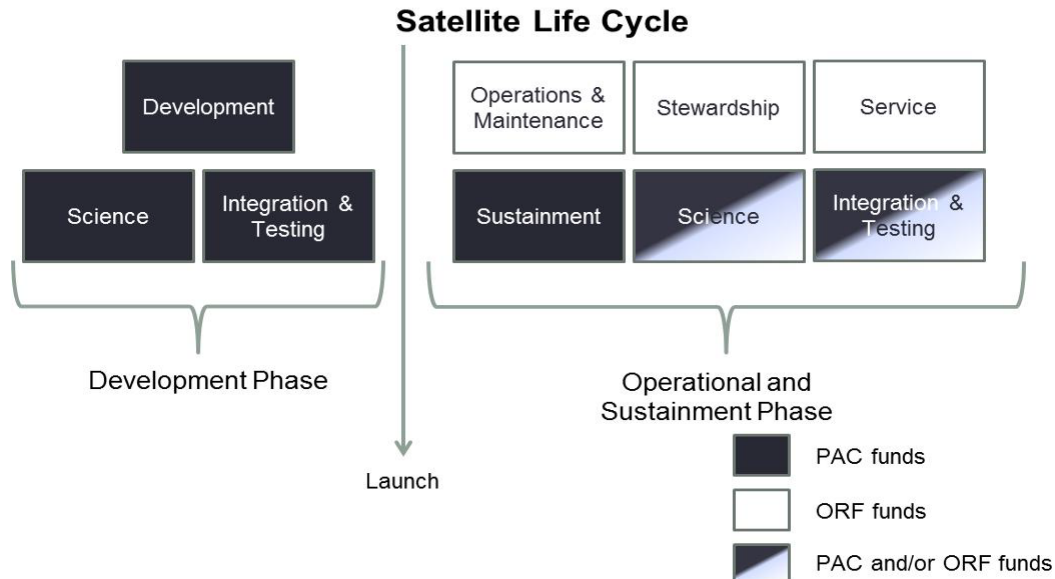 Satellite Life Cycle
Development
Science
Integration &
Testing
Operations &
Maintenance
Stewardship
Service
Sustainment
Science
Integration &
Testing
Development Phase
Launch
Operational and
Sustainment Phase
PAC funds
ORF funds
PAC and/or ORF funds